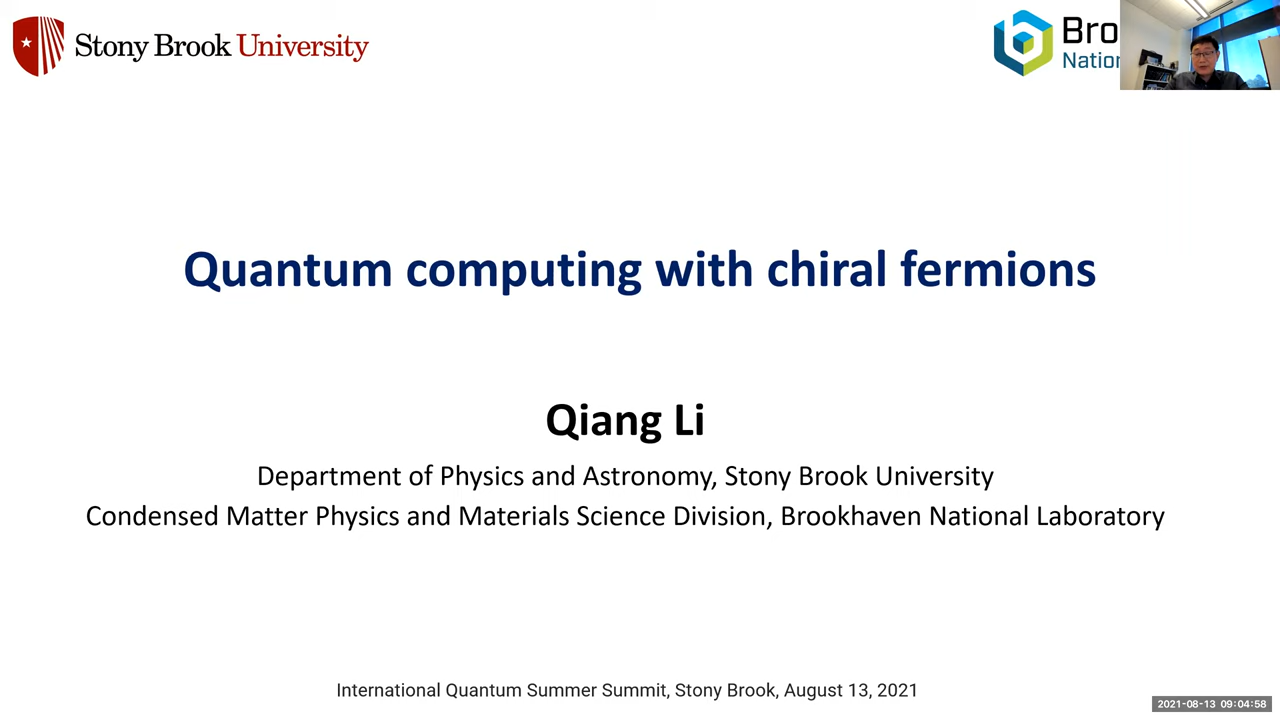 Stony Brook University
Bro
Nation
Quantum computing with chiral fermions
Qiang Li
Department of Physics and Astronomy, Stony Brook University
Condensed Matter Physics and Materials Science Division, Brookhaven National Laboratory
International Quantum Summer Summit, Stony Brook, August 13, 2021
2021-08-13 09:04:58